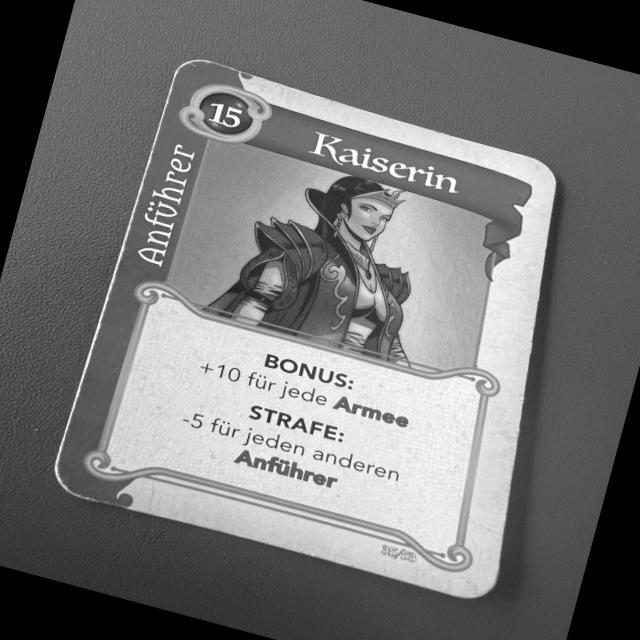 15
Kaiserin
Anführer
BONUS:
+10 für jede Armee
STRAFE:
-5 für jeden anderen
Anführer